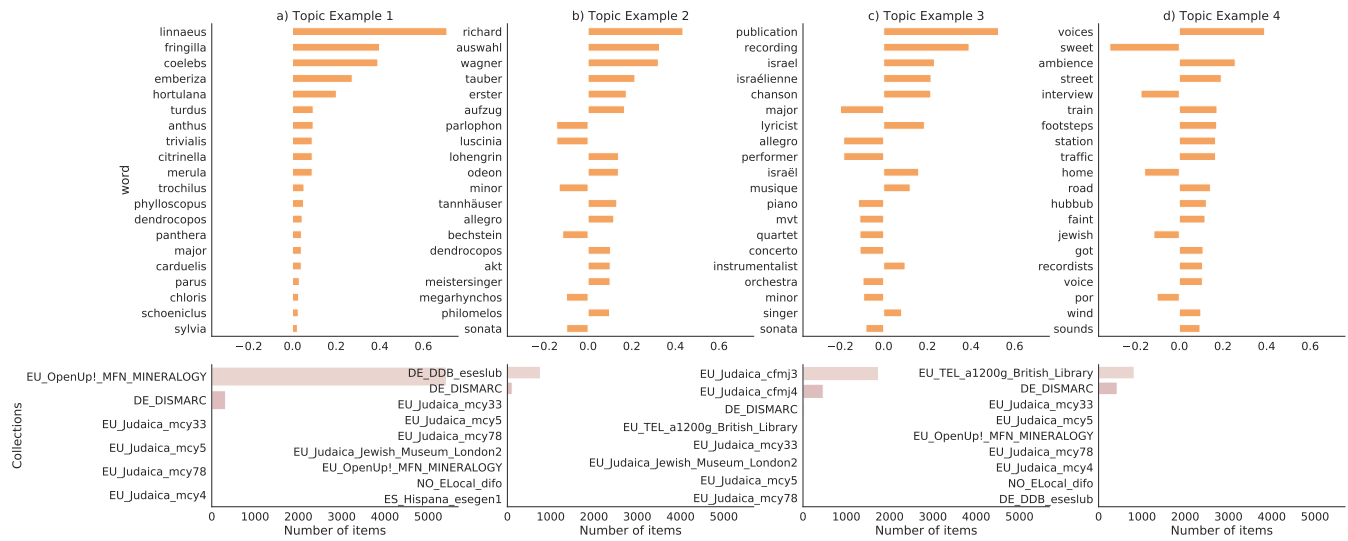 a) Topic Example 1
linnaeus
fringilla
coelebs
emberiza
hortulana
turdus
anthus
trivialis
citrinella
merula
trochilus
phylloscopus
dendrocopos
panthera
major
carduelis
parus
chloris
schoeniclus
sylvia
word
−0.2 0.0 0.2 0.4 0.6
b) Topic Example 2
richard
auswahl
wagner
tauber
erster
aufzug
parlophon
luscinia
lohengrin
odeon
minor
tannhäuser
allegro
bechstein
dendrocopos
akt
meistersinger
megarhynchos
philomelos
sonata
−0.2 0.0 0.2 0.4 0.6
c) Topic Example 3
publication
recording
israel
israélienne
chanson
major
lyricist
allegro
performer
israël
musique
piano
mvt
quartet
concerto
instrumentalist
orchestra
minor
singer
sonata
−0.2 0.0 0.2 0.4 0.6
d) Topic Example 4
voices
sweet
ambience
street
interview
train
footsteps
station
traffic
home
road
hubbub
faint
jewish
got
recordists
voice
por
wind
sounds
−0.2 0.0 0.2 0.4 0.6
Collections
EU_OpenUp!_MFN_MINERALOGY
DE_DISMARC
EU_Judaica_mcy33
EU_Judaica_mcy5
EU_Judaica_mcy78
EU_Judaica_mcy4
0 1000 2000 3000 4000 5000
Number of items
DE_DDB_eseslub
DE_DISMARC
EU_Judaica_mcy33
EU_Judaica_mcy5
EU_Judaica_mcy78
EU_Judaica_Jewish_Museum_London2
EU_OpenUp!_MFN_MINERALOGY
NO_ELocal_difo
ES_Hispana_esegen1
0 1000 2000 3000 4000 5000
Number of items
EU_Judaica_cfmj3
EU_Judaica_cfmj4
DE_DISMARC
EU_TEL_a1200g_British_Library
EU_Judaica_mcy33
EU_Judaica_Jewish_Museum_London2
EU_Judaica_mcy5
EU_Judaica_mcy78
0 1000 2000 3000 4000 5000
Number of items
EU_TEL_a1200g_British_Library
DE_DISMARC
EU_Judaica_mcy33
EU_Judaica_mcy5
EU_OpenUp!_MFN_MINERALOGY
EU_Judaica_mcy78
EU_Judaica_mcy4
NO_ELocal_difo
DE_DDB_eseslub
0 1000 2000 3000 4000 5000
Number of items